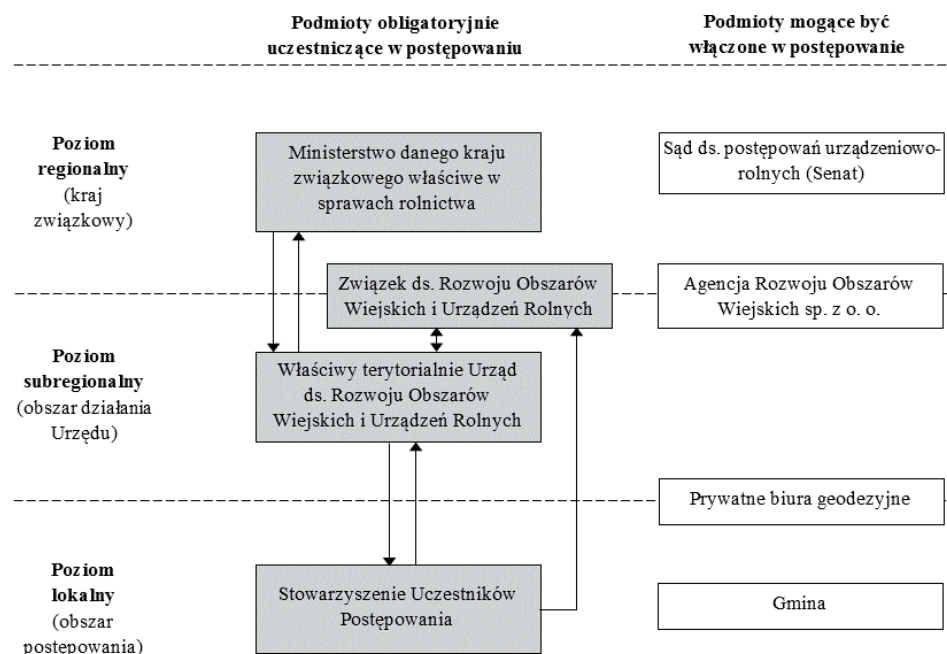 Podmioty obligatoryjnie
uczestniczące w postępowaniu
Podmioty mogące być
włączone w postępowanie
Poziom
regionalny
(kraj
związkowy)
Ministerstwo danego kraju
związkowego właściwe w
sprawach rolnictwa
Sąd ds. postępowań urządzeniowo-
rolnych (Senat)
Związek ds. Rozwoju Obszarów
Wiejskich i Urządzeń Rolnych
Agencja Rozwoju Obszarów
Wiejskich sp. z o. o.
Poziom
subregionalny
(obszar działania
Urzędu)
Właściwy terytorialnie Urząd
ds. Rozwoju Obszarów
Wiejskich i Urządzeń Rolnych
Prywatne biura geodezyjne
Poziom
lokalny
(obszar
postępowania)
Stowarzyszenie Uczestników
Postępowania
Gmina